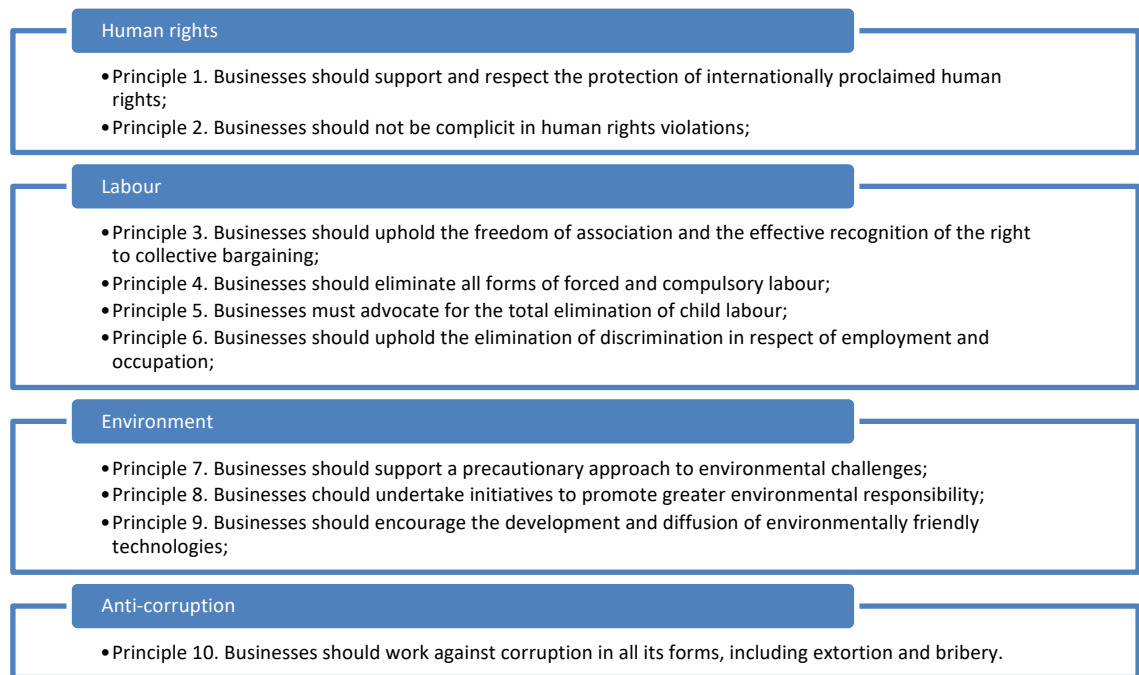 Human rights
•Principle 1. Businesses should support and respect the protection of internationally proclaimed human
rights;
•Principle 2. Businesses should not be complicit in human rights violations;
Labour
•Principle 3. Businesses should uphold the freedom of association and the effective recognition of the right
to collective bargaining;
•Principle 4. Businesses should eliminate all forms of forced and compulsory labour;
•Principle 5. Businesses must advocate for the total elimination of child labour;
•Principle 6. Businesses should uphold the elimination of discrimination in respect of employment and
occupation;
Environment
•Principle 7. Businesses should support a precautionary approach to environmental challenges;
•Principle 8. Businesses chould undertake initiatives to promote greater environmental responsibility;
•Principle 9. Businesses should encourage the development and diffusion of environmentally friendly
technologies;
Anti-corruption
•Principle 10. Businesses should work against corruption in all its forms, including extortion and bribery.